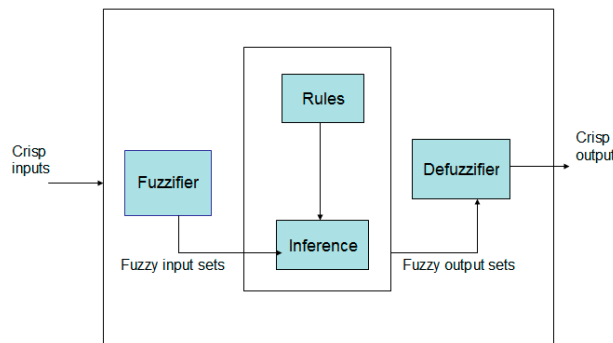 Crisp
inputs
Fuzzifier
Fuzzy input sets
Rules
Inference
Fuzzy output sets
Defuzzifier
Crisp
output